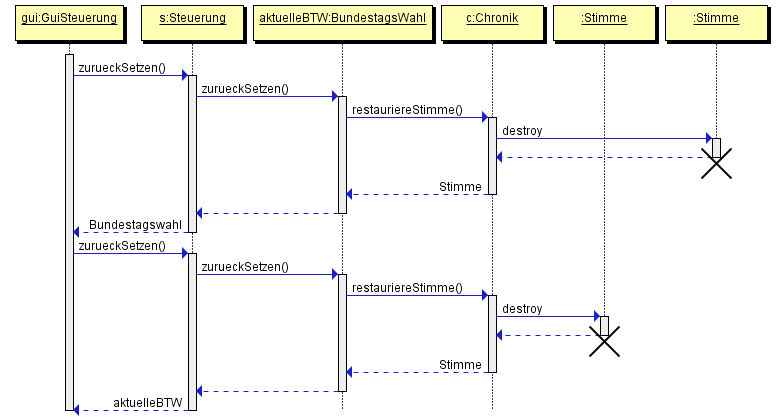 gui:GuiSteuerung
s:Steuerung
aktuelleBTW:BundestagsWahl
c:Chronik
:Stimme
:Stimme
zurueckSetzen()
zurueckSetzen()
restauriereStimme()
destroy
Stimme
Bundestagswahl
zurueckSetzen()
zurueckSetzen()
restauriereStimme()
destroy
Stimme
aktuelleBTW